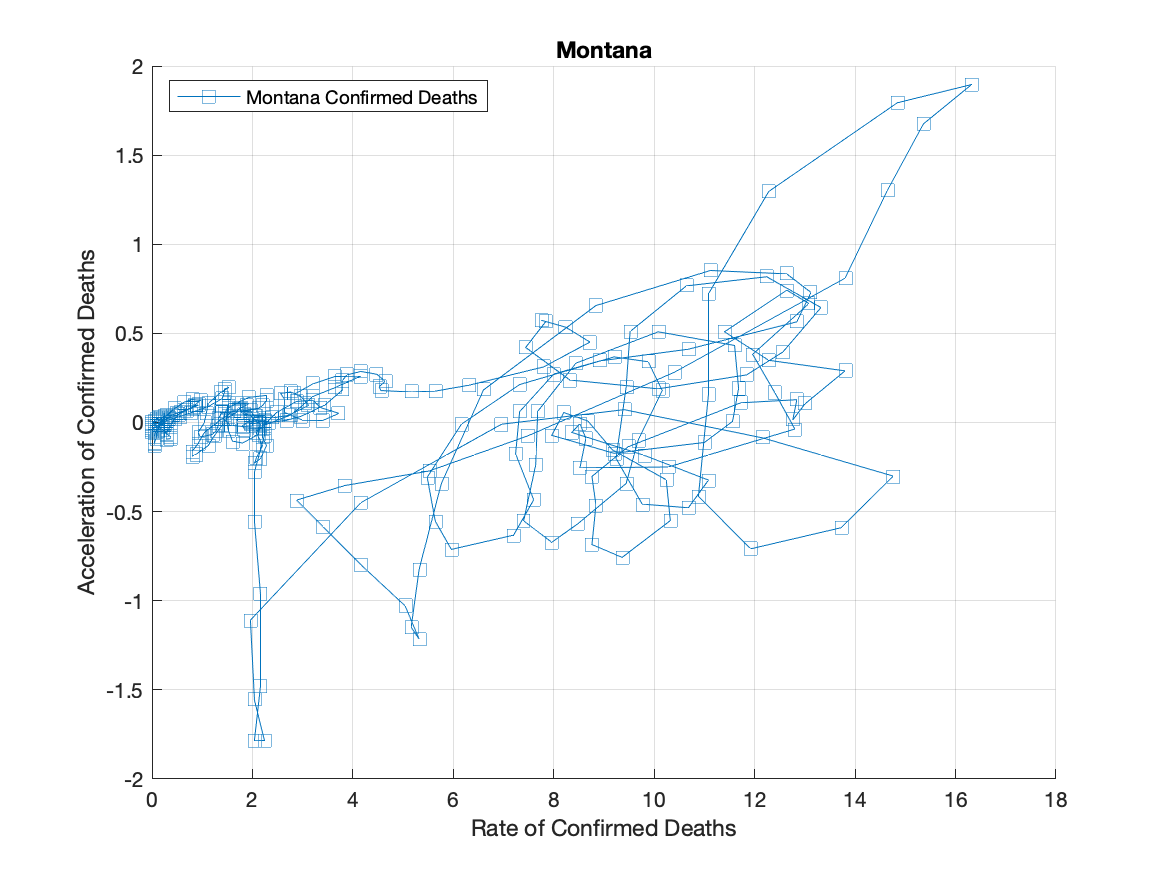 Montana
Montana Confirmed Deaths
2
1.5
1
0.5
0
-0.5
-1
-1.5
-2
Acceleration of Confirmed Deaths
0 2 4 6 8 10 12 14 16 18
Rate of Confirmed Deaths